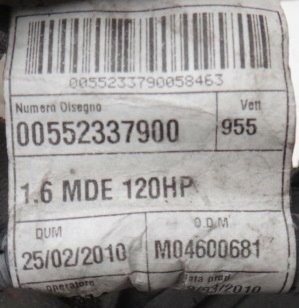 0055233790058463
Numero Disegno Vett
00552337900 955
1.6 MDE 120HP
DUM O D M
25/02/2010 M04600681
operatore